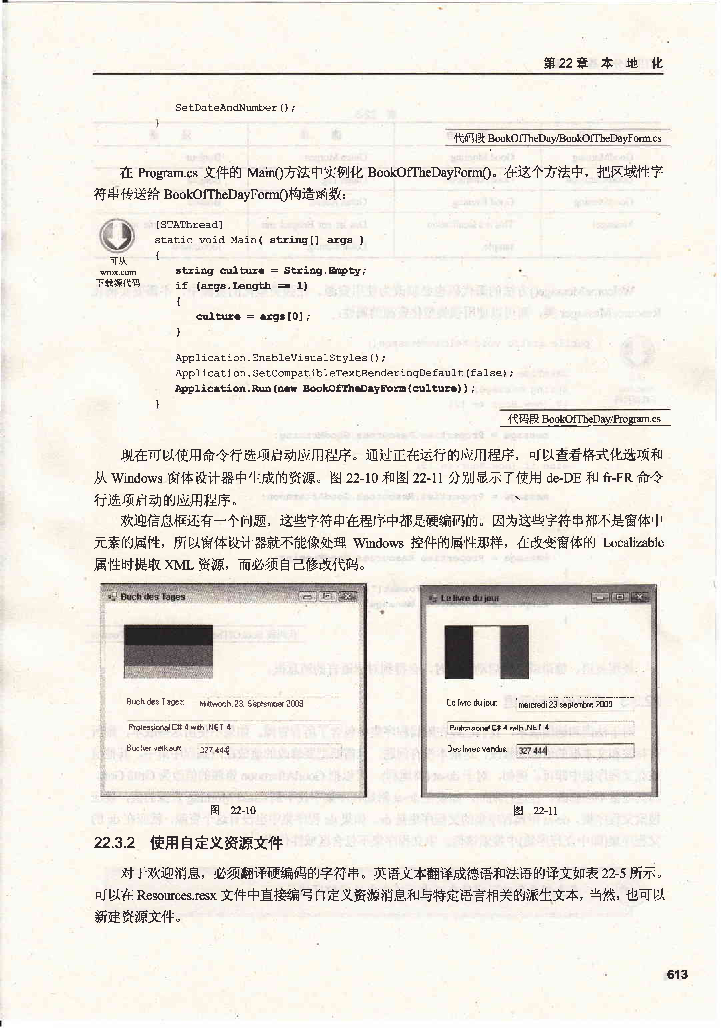 第22章 本 地 化
SetDateAndNumber();
}
代码段 BookOfTheDay/BookOfTheDayForm.cs
在 Program.cs 文件的 Main()方法中实例化 BookOfTheDayForm()。在这个方法中，把区域性字
符串传送给 BookOfTheDayForm()构造函数：
[STAThread]
static void Main( string[] args )
{
可从
wrox.com
下载源代码
string culture = String.Empty;
if (args.Length == 1)
{
culture = args[0];
}
Application.EnableVisualStyles();
Application.SetCompatibleTextRenderingDefault(false);
Application.Run(new BookOfTheDayForm(culture));
}
代码段 BookOfTheDay/Program.cs
现在可以使用命令行选项启动应用程序。通过正在运行的应用程序，可以查看格式化选项和
从 Windows 窗体设计器中生成的资源。图 22-10 和图 22-11 分别显示了使用 de-DE 和 fr-FR 命令
行选项启动的应用程序。
欢迎信息框还有一个问题，这些字符串在程序中都是硬编码的。因为这些字符串都不是窗体中
元素的属性，所以窗体设计器就不能像处理 Windows 控件的属性那样，在改变窗体的 Localizable
属性时提取 XML 资源，而必须自己修改代码。
Buch des Tages
Buch des Tages: Mittwoch, 23. September 2009
Professional C# 4 with .NET 4
Bücher verkauft: 327.444
Le livre du jour
Le livre du jour: mercredi 23 septembre 2009
Professional C# 4 with .NET 4
Des livres vendus: 327 444
图 22-10
图 22-11
22.3.2 使用自定义资源文件
对于欢迎消息，必须翻译硬编码的字符串。英语文本翻译成德语和法语的译文如表 22-5 所示。
可以在 Resources.resx 文件中直接编写自定义资源消息和与特定语言相关的派生文本，当然，也可以
新建资源文件。
613